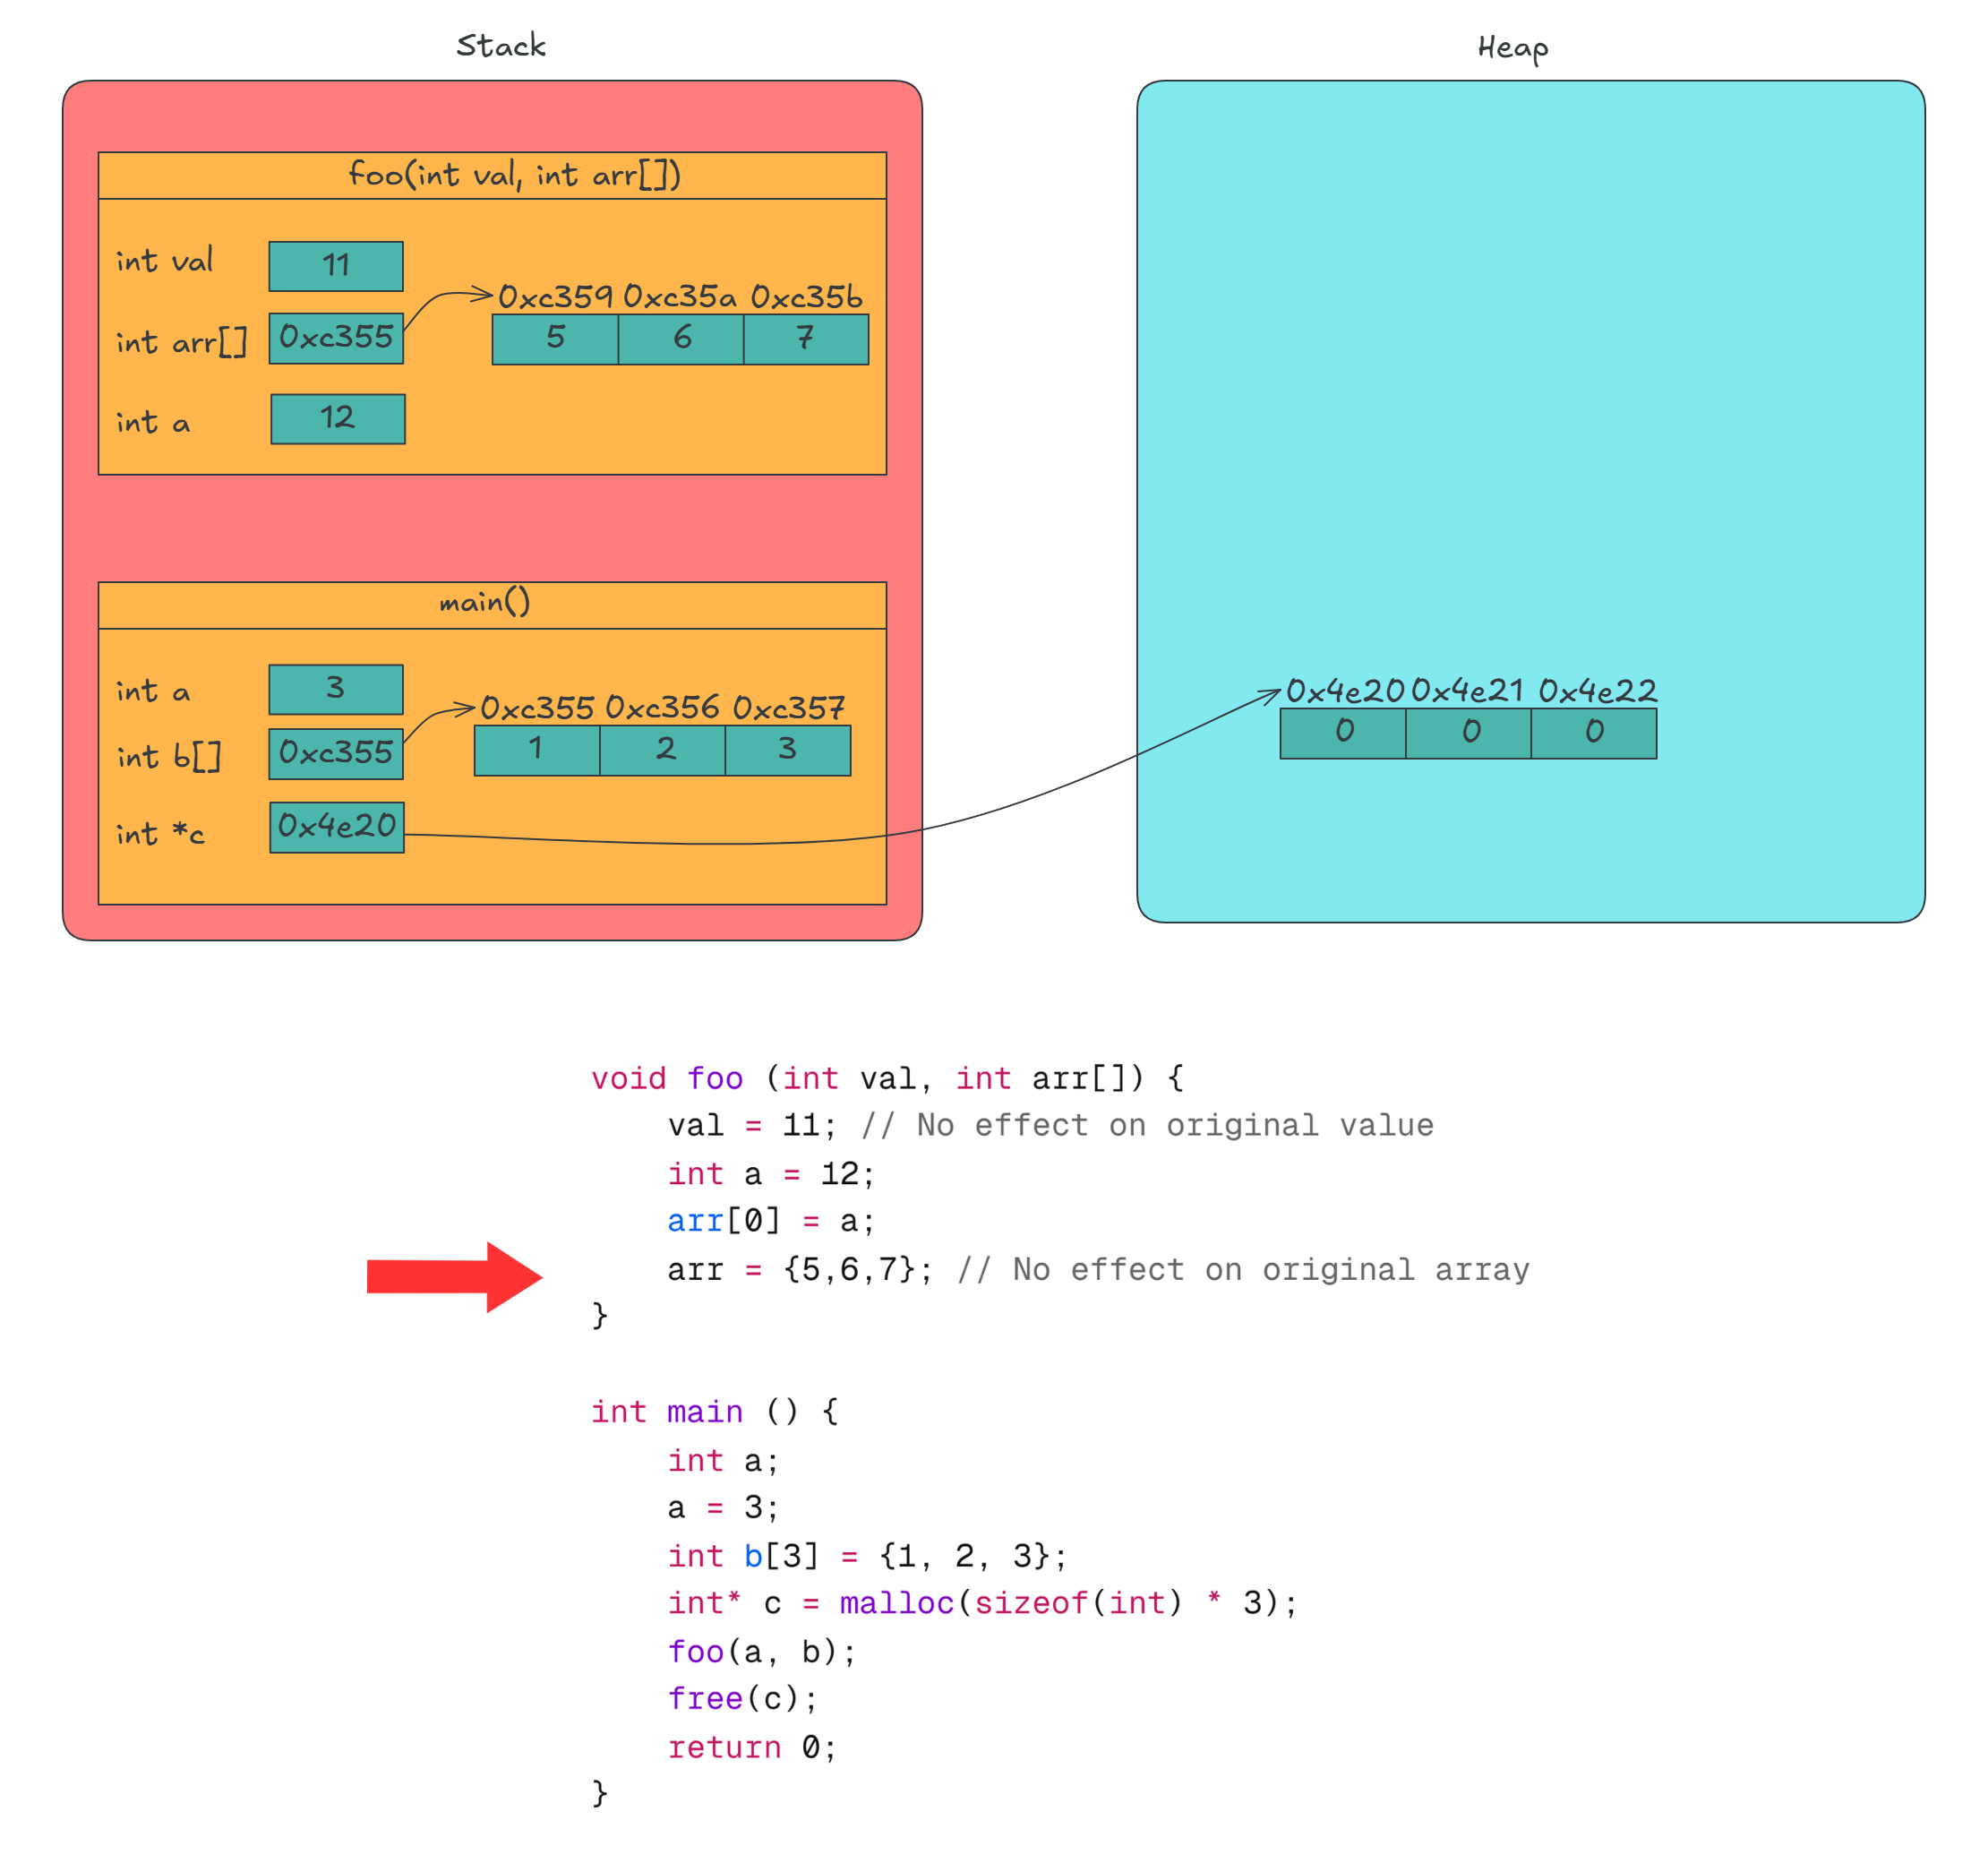 Stack
Heap
foo(int val, int arr[])
int val
11
0xc359 0xc35a 0xc35b
int arr[]
0xc355
5
6
7
int a
12
main()
int a
3
0xc355 0xc356 0xc357
int b[]
0xc355
1
2
3
int *c
0x4e20
0x4e20 0x4e21 0x4e22
0
0
0
void foo (int val, int arr[]) {
val = 11; // No effect on original value
int a = 12;
arr[0] = a;
arr = {5,6,7}; // No effect on original array
}
int main () {
int a;
a = 3;
int b[3] = {1, 2, 3};
int* c = malloc(sizeof(int) * 3);
foo(a, b);
free(c);
return 0;
}